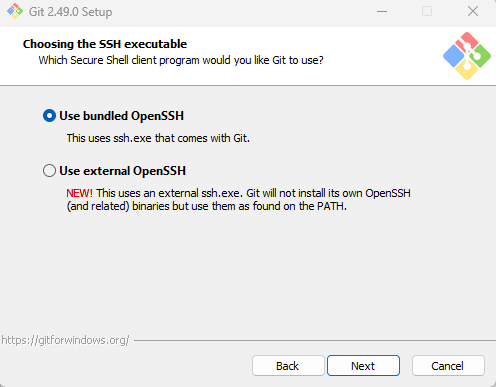 Git 2.49.0 Setup
Choosing the SSH executable
Which Secure Shell client program would you like Git to use?
Use bundled OpenSSH
This uses ssh.exe that comes with Git.
Use external OpenSSH
NEW! This uses an external ssh.exe. Git will not install its own OpenSSH
(and related) binaries but use them as found on the PATH.
https://gitforwindows.org/
Back Next Cancel